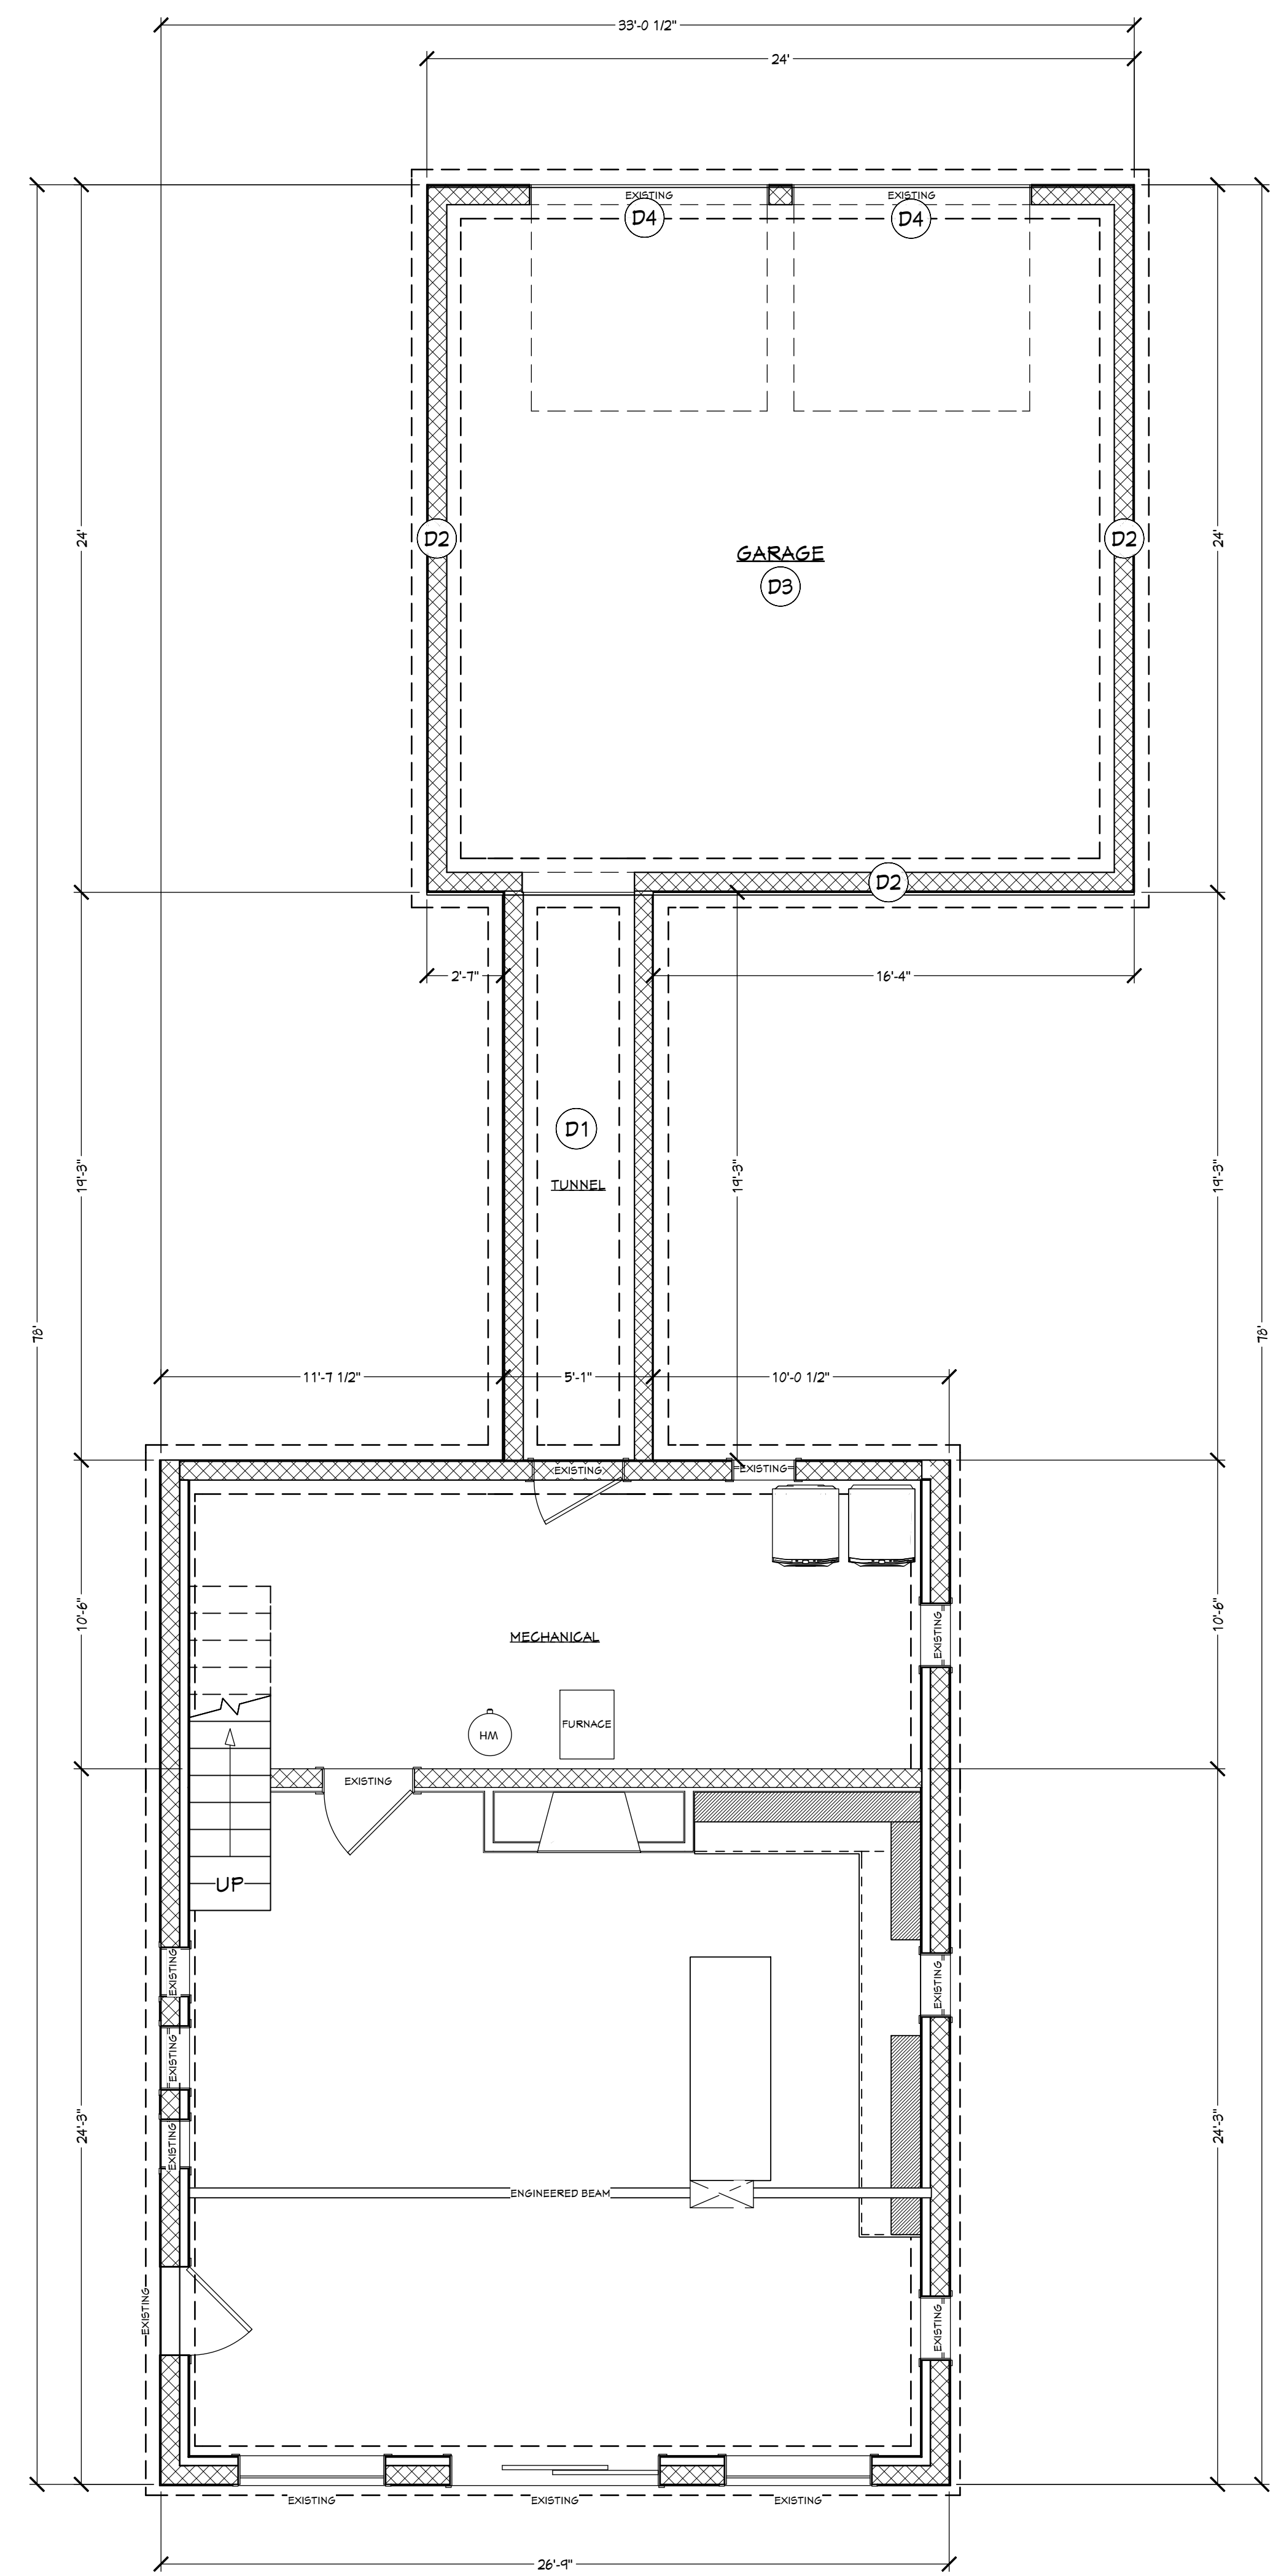 33'-0 1/2"
24'
EXISTING
EXISTING
D4
D4
24'
D2
GARAGE
D3
D2
24'
D2
2'-7"
16'-4"
D1
TUNNEL
19'-3"
19'-3"
19'-3"
78'
78'
11'-7 1/2"
5'-1"
10'-0 1/2"
EXISTING
EXISTING
10'-6"
MECHANICAL
EXISTING
10'-6"
HW
FURNACE
EXISTING
UP
EXISTING
EXISTING
EXISTING
EXISTING
24'-3"
24'-3"
ENGINEERED BEAM
EXISTING
EXISTING
EXISTING
EXISTING
EXISTING
26'-9"